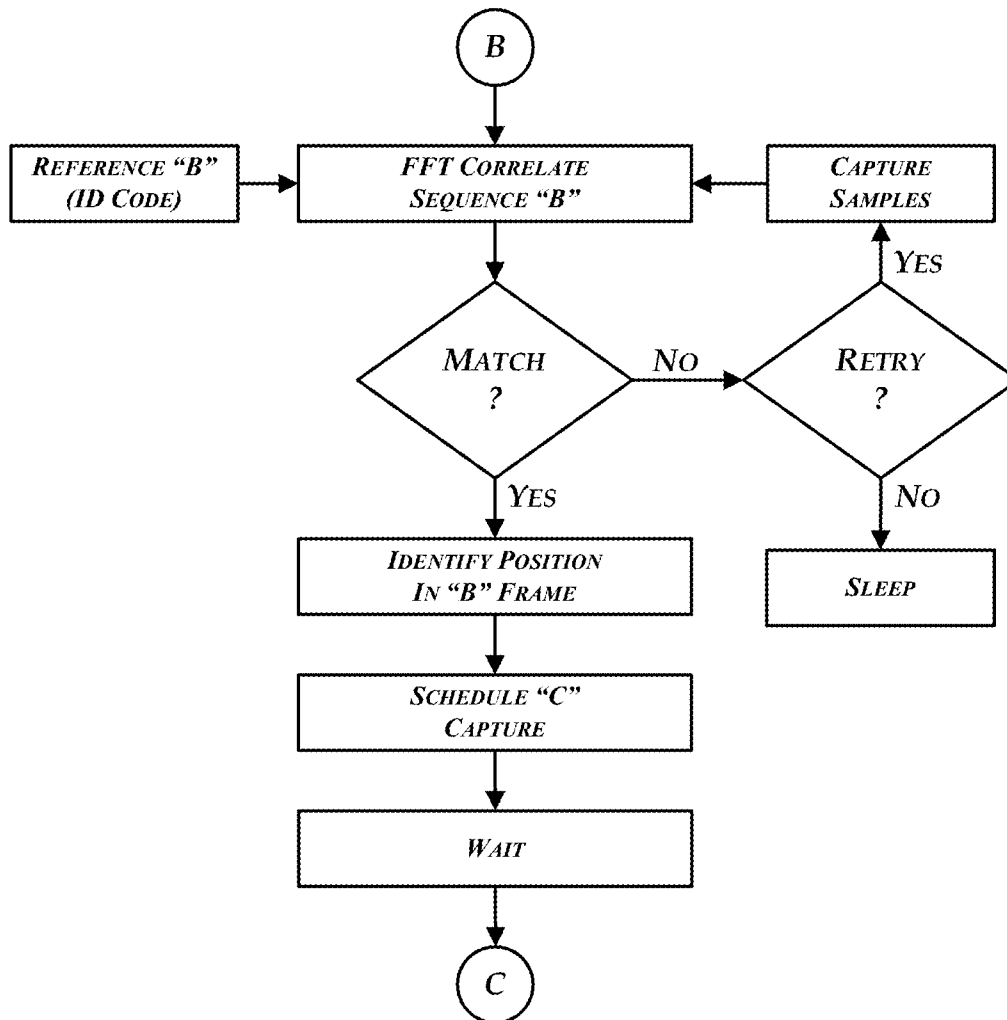 B
REFERENCE “B”
(ID CODE)
FFT CORRELATE
SEQUENCE “B”
CAPTURE
SAMPLES
YES
MATCH
?
NO
RETRY
?
YES
NO
IDENTIFY POSITION
IN “B” FRAME
SLEEP
SCHEDULE “C”
CAPTURE
WAIT
C